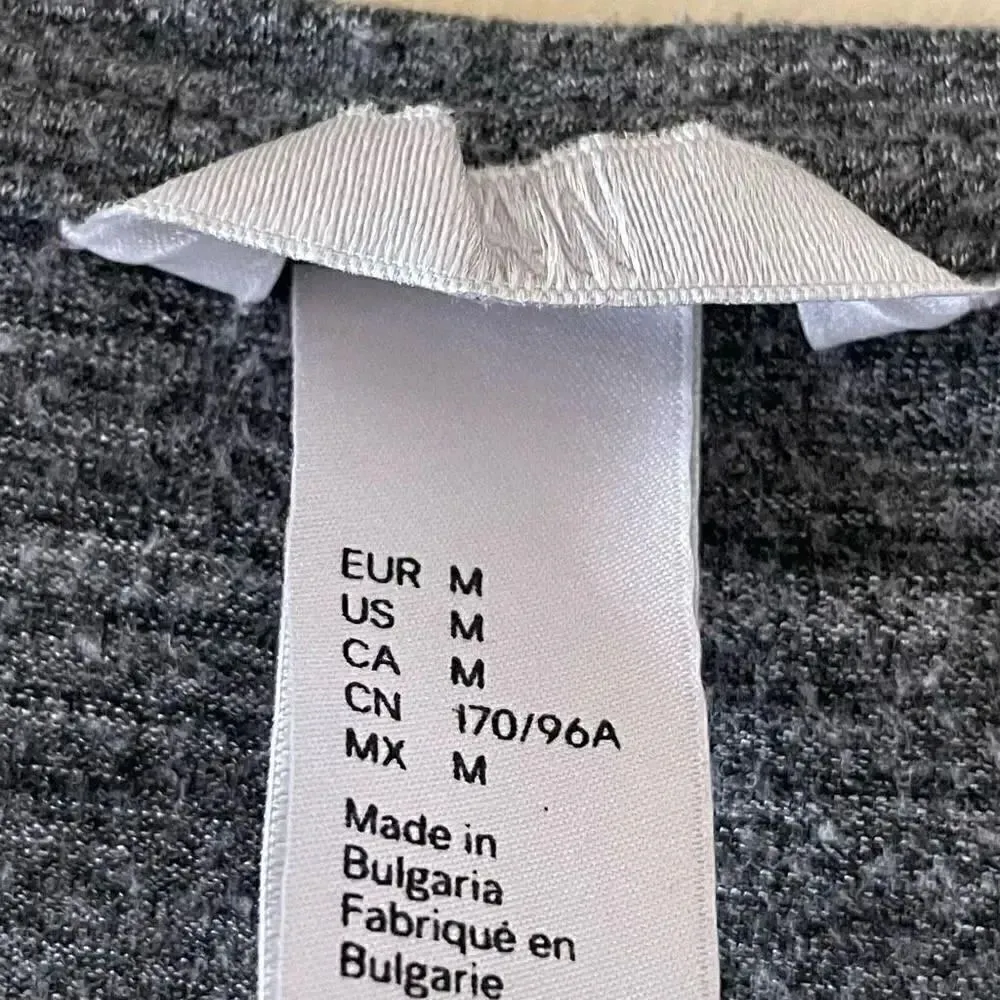 EUR M
US M
CA M
CN 170/96A
MX M
Made in
Bulgaria
Fabriqué en
Bulgarie